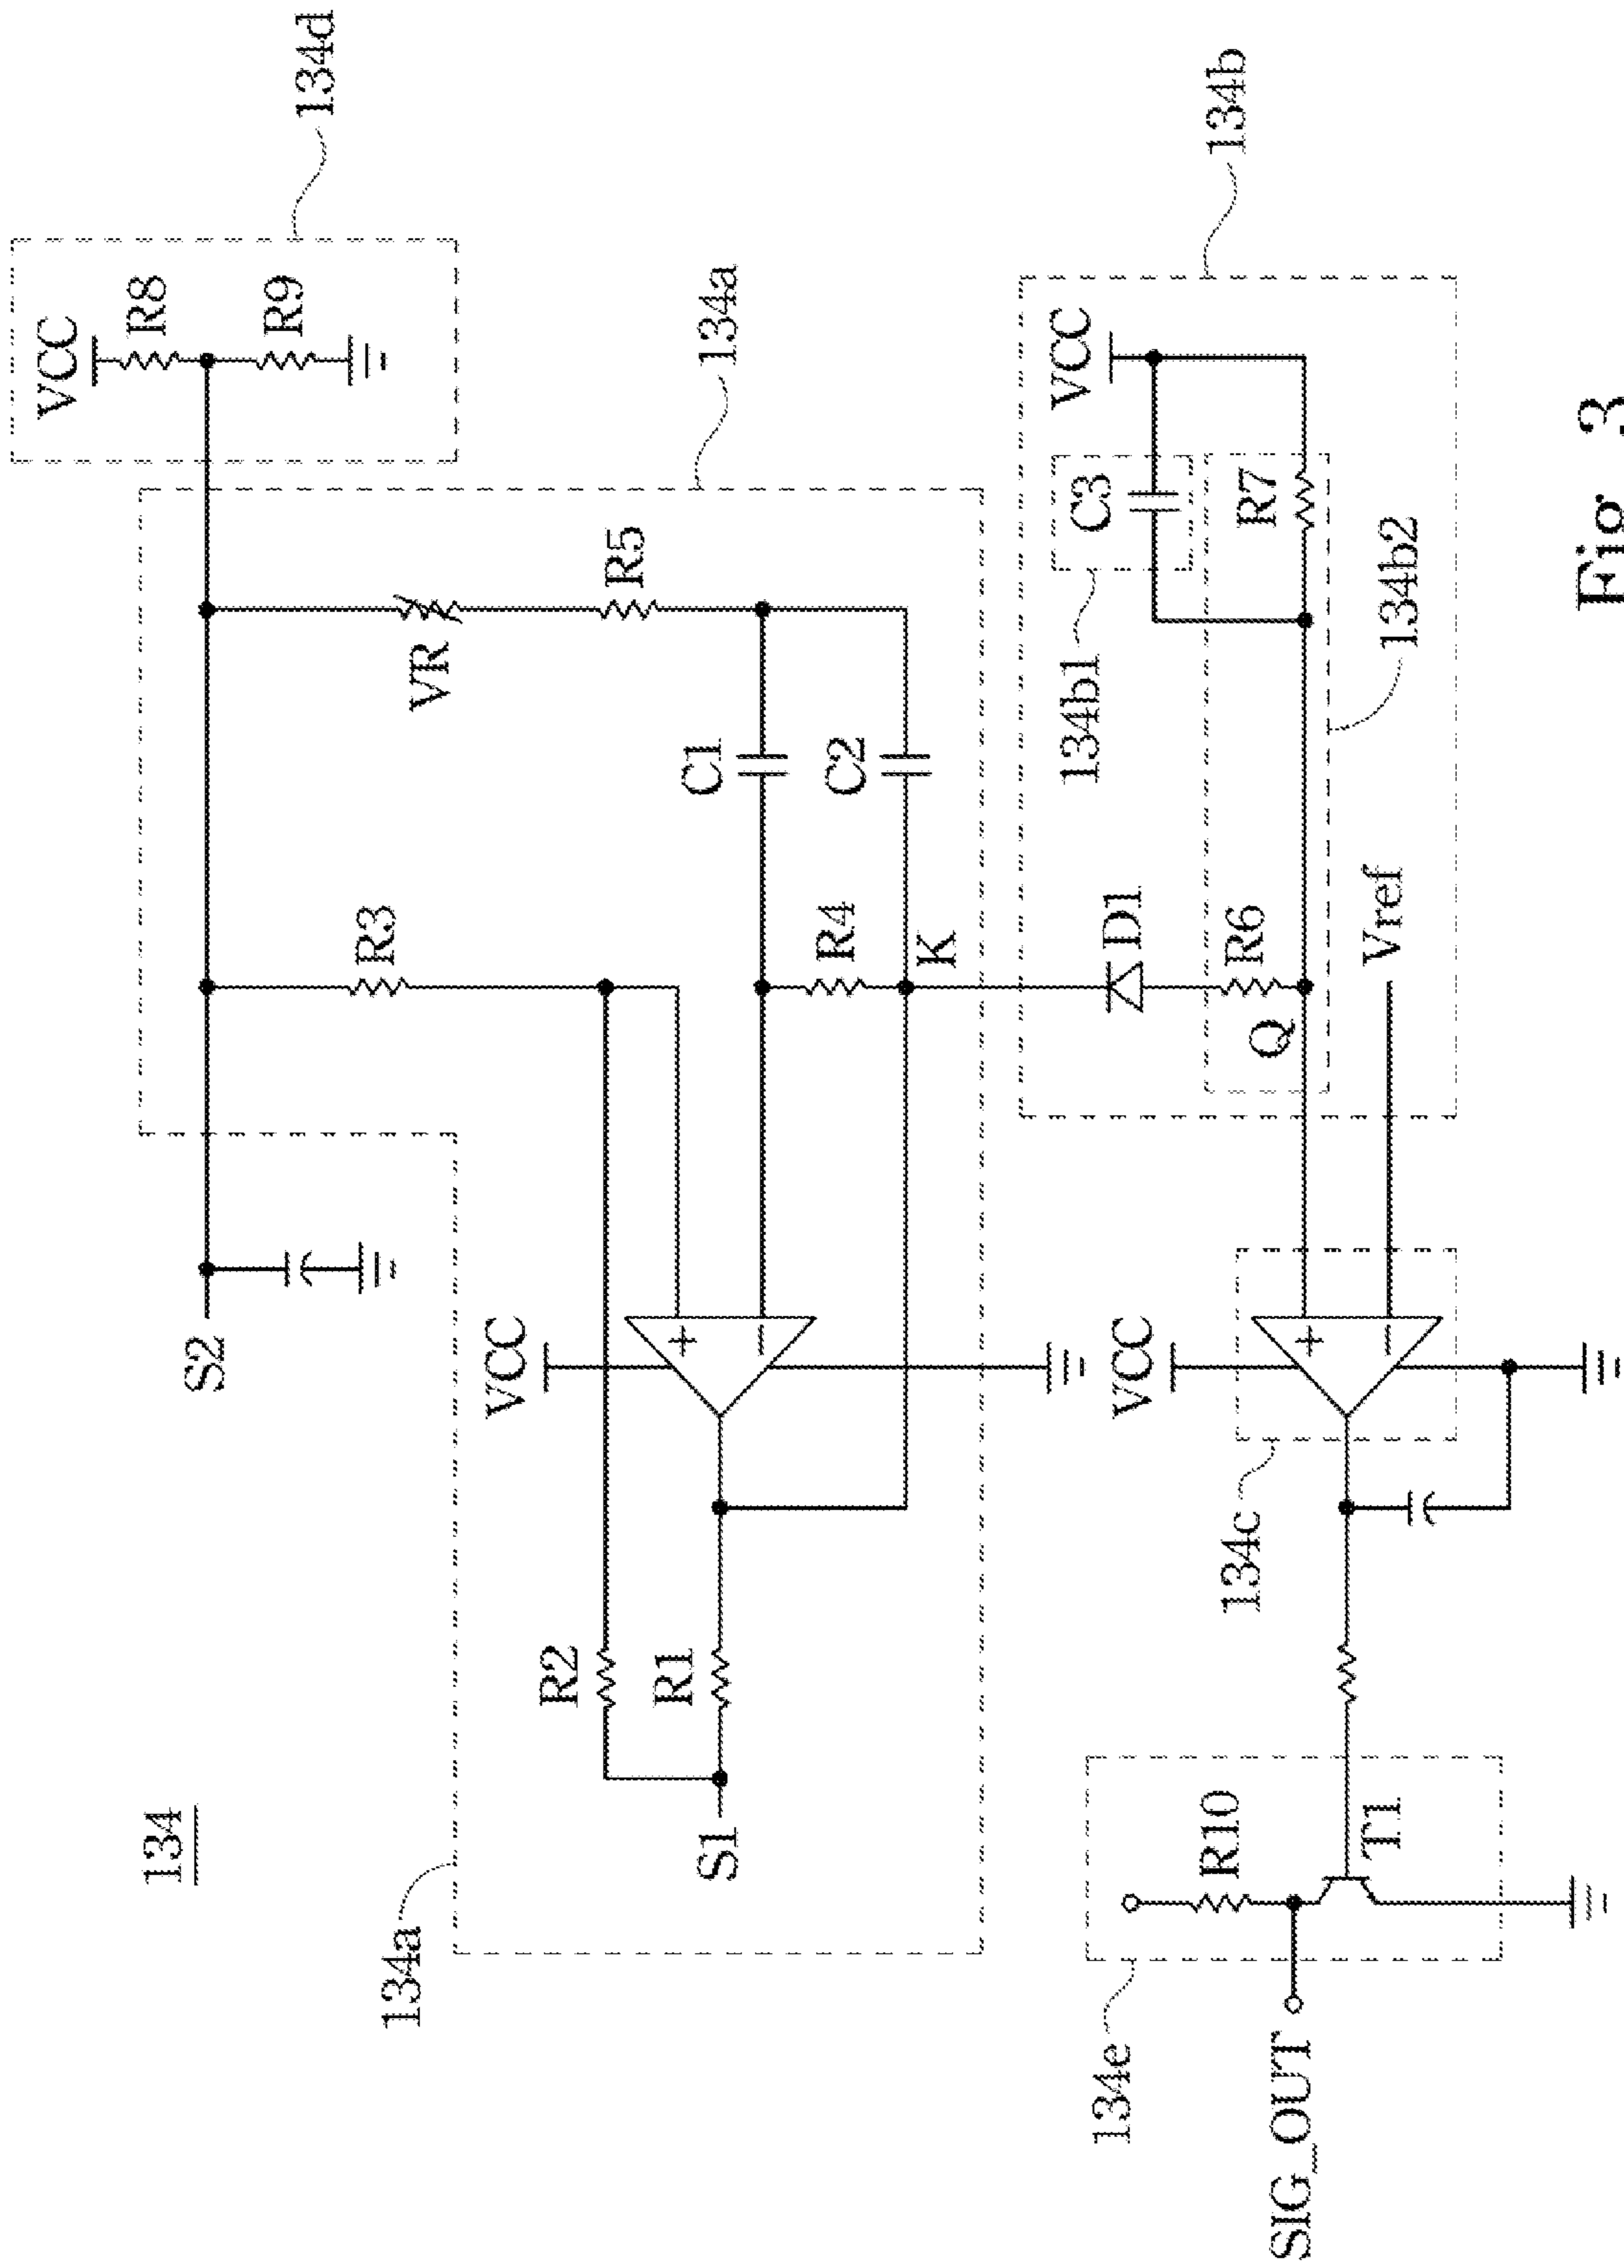 134
S2
VCC
R8
R9
134d
134a
R3
VR
R5
134a
VCC
R2
R1
S1
C1
C2
R4
K
VCC
C3
R7
134b
134b1
134b2
D1
R6
Q
Vref
VCC
134c
134e
R10
T1
SIG_OUT
Fig. 3